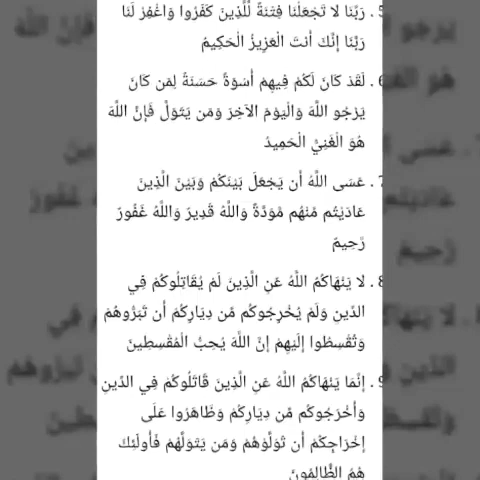 5. رَبَّنَا لا تَجْعَلْنَا فِتْنَةً لِّلَّذِينَ كَفَرُوا وَاغْفِرْ لَنَا
رَبَّنَا إِنَّكَ أَنتَ الْعَزِيزُ الْحَكِيمُ
6. لَقَدْ كَانَ لَكُمْ فِيهِمْ أُسْوَةٌ حَسَنَةٌ لِمَن كَانَ
يَرْجُو اللَّهَ وَالْيَوْمَ الآخِرَ وَمَن يَتَوَلَّ فَإِنَّ اللَّهَ
هُوَ الْغَنِيُّ الْحَمِيدُ
7. عَسَى اللَّهُ أَن يَجْعَلَ بَيْنَكُمْ وَبَيْنَ الَّذِينَ
عَادَيْتُم مِّنْهُم مَّوَدَّةً وَاللَّهُ قَدِيرٌ وَاللَّهُ غَفُورٌ
رَّحِيمٌ
8. لا يَنْهَاكُمُ اللَّهُ عَنِ الَّذِينَ لَمْ يُقَاتِلُوكُمْ فِي
الدِّينِ وَلَمْ يُخْرِجُوكُم مِّن دِيَارِكُمْ أَن تَبَرُّوهُمْ
وَتُقْسِطُوا إِلَيْهِمْ إِنَّ اللَّهَ يُحِبُّ الْمُقْسِطِينَ
9. إِنَّمَا يَنْهَاكُمُ اللَّهُ عَنِ الَّذِينَ قَاتَلُوكُمْ فِي الدِّينِ
وَأَخْرَجُوكُم مِّن دِيَارِكُمْ وَظَاهَرُوا عَلَى
إِخْرَاجِكُمْ أَن تَوَلَّوْهُمْ وَمَن يَتَوَلَّهُمْ فَأُولَئِكَ
هُمُ الظَّالِمُونَ